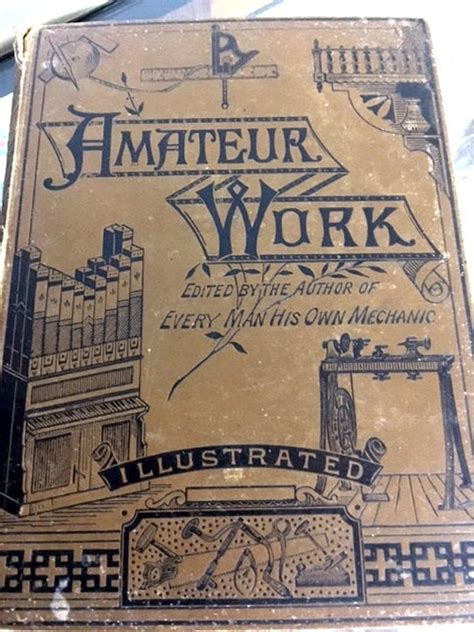 AMATEUR
WORK
EDITED BY THE AUTHOR OF
EVERY MAN HIS OWN MECHANIC
ILLUSTRATED